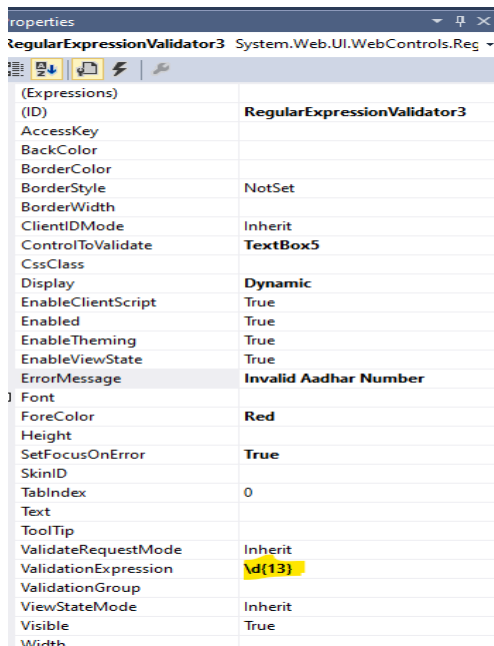 roperties
RegularExpressionValidator3 System.Web.UI.WebControls.Reg
(Expressions)
(ID) RegularExpressionValidator3
AccessKey
BackColor
BorderColor
BorderStyle NotSet
BorderWidth
ClientIDMode Inherit
ControlToValidate TextBox5
CssClass
Display Dynamic
EnableClientScript True
Enabled True
EnableTheming True
EnableViewState True
ErrorMessage Invalid Aadhar Number
Font
ForeColor Red
Height
SetFocusOnError True
SkinID
TabIndex 0
Text
ToolTip
ValidateRequestMode Inherit
ValidationExpression \d{13}
ValidationGroup
ViewStateMode Inherit
Visible True
Width